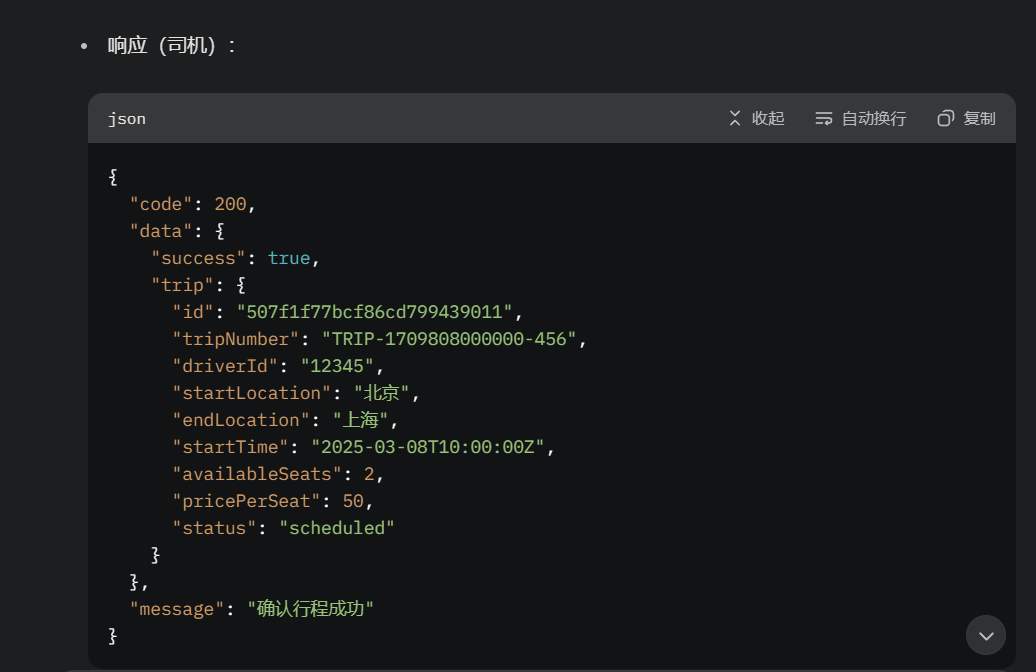 • 响应（司机）：
json 收起 自动换行 复制
{
  "code": 200,
  "data": {
    "success": true,
    "trip": {
      "id": "507f1f77bcf86cd799439011",
      "tripNumber": "TRIP-1709808000000-456",
      "driverId": "12345",
      "startLocation": "北京",
      "endLocation": "上海",
      "startTime": "2025-03-08T10:00:00Z",
      "availableSeats": 2,
      "pricePerSeat": 50,
      "status": "scheduled"
    }
  },
  "message": "确认行程成功"
}